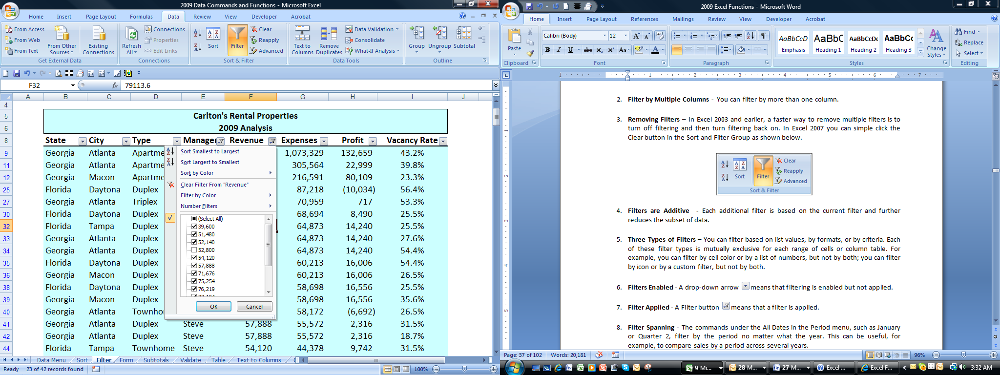 2009 Data Commands and Functions - Microsoft Excel
Home Insert Page Layout Formulas Data Review View Developer Acrobat
From Access
From Web
From Text
From Other Sources
Existing Connections
Get External Data
Refresh All
Connections
Properties
Edit Links
Connections
Sort
Filter
Clear
Reapply
Advanced
Sort & Filter
Text to Columns
Remove Duplicates
Data Validation
Consolidate
What-If Analysis
Data Tools
Group
Ungroup
Subtotal
Outline
F32 fx 79113.6
A B C D E F G H I J
4
5 Carlton's Rental Properties
6 2009 Analysis
8 State City Type Manager Revenue Expenses Profit Vacancy Rate
9 Georgia Atlanta Apartme 1,073,329 132,659 43.2%
11 Georgia Atlanta Apartme 305,564 22,999 39.8%
12 Georgia Macon Apartme 216,591 80,109 23.3%
25 Florida Daytona Duplex 87,218 (10,034) 56.4%
27 Georgia Atlanta Triplex 70,959 717 53.3%
30 Florida Daytona Duplex 68,694 8,490 25.5%
32 Florida Tampa Duplex 64,873 14,240 25.5%
33 Georgia Atlanta Duplex 64,873 14,240 27.6%
34 Georgia Atlanta Duplex 64,873 14,240 54.4%
35 Florida Daytona Duplex 60,213 16,006 54.4%
36 Georgia Macon Duplex 60,213 16,006 26.5%
38 Florida Daytona Duplex 58,698 16,556 25.5%
39 Georgia Macon Duplex 58,698 16,556 35.6%
40 Georgia Atlanta Townho 58,172 (6,692) 26.5%
41 Georgia Atlanta Duplex Steve 57,888 55,572 2,316 31.5%
42 Georgia Atlanta Duplex Steve 57,888 55,572 2,316 18.7%
44 Florida Tampa Townhome Steve 54,120 44,378 9,742 31.5%
Sort Smallest to Largest
Sort Largest to Smallest
Sort by Color
Clear Filter From "Revenue"
Filter by Color
Number Filters
(Select All)
39,600
51,480
52,140
52,800
54,120
57,888
71,676
75,254
76,219
OK Cancel
Data Menu Sort Filter Form Subtotals Validate Table Text to Columns
Ready 23 of 42 records found 100%
2009 Excel Functions - Microsoft Word
Home Insert Page Layout References Mailings Review View Developer Acrobat
Paste
Clipboard
Calibri (Body) 12
B I U abc x₂ x² Aa
Font
Paragraph
AaBbCcD Emphasis
AaBbC Heading 1
AaBbCcDc Heading 2
AaBbCc Heading 3
Change Styles
Styles
Find
Replace
Select
Editing
1 1 2 3 4 5 6 7
2. Filter by Multiple Columns - You can filter by more than one column.
3. Removing Filters – In Excel 2003 and earlier, a faster way to remove multiple filters is to
turn off filtering and then turn filtering back on. In Excel 2007 you can simple click the
Clear button in the Sort and Filter Group as shown below.
Sort
Filter
Clear
Reapply
Advanced
Sort & Filter
4. Filters are Additive - Each additional filter is based on the current filter and further
reduces the subset of data.
5. Three Types of Filters – You can filter based on list values, by formats, or by criteria. Each
of these filter types is mutually exclusive for each range of cells or column table. For
example, you can filter by cell color or by a list of numbers, but not by both; you can filter
by icon or by a custom filter, but not by both.
6. Filters Enabled - A drop-down arrow means that filtering is enabled but not applied.
7. Filter Applied - A Filter button means that a filter is applied.
8. Filter Spanning - The commands under the All Dates in the Period menu, such as January
or Quarter 2, filter by the period no matter what the year. This can be useful, for
example, to compare sales by a period across several years.
Page: 37 of 102 Words: 20,181 96%
9 Mi... 28 M... 27 M... Excel ... Excel F... 3:32 AM